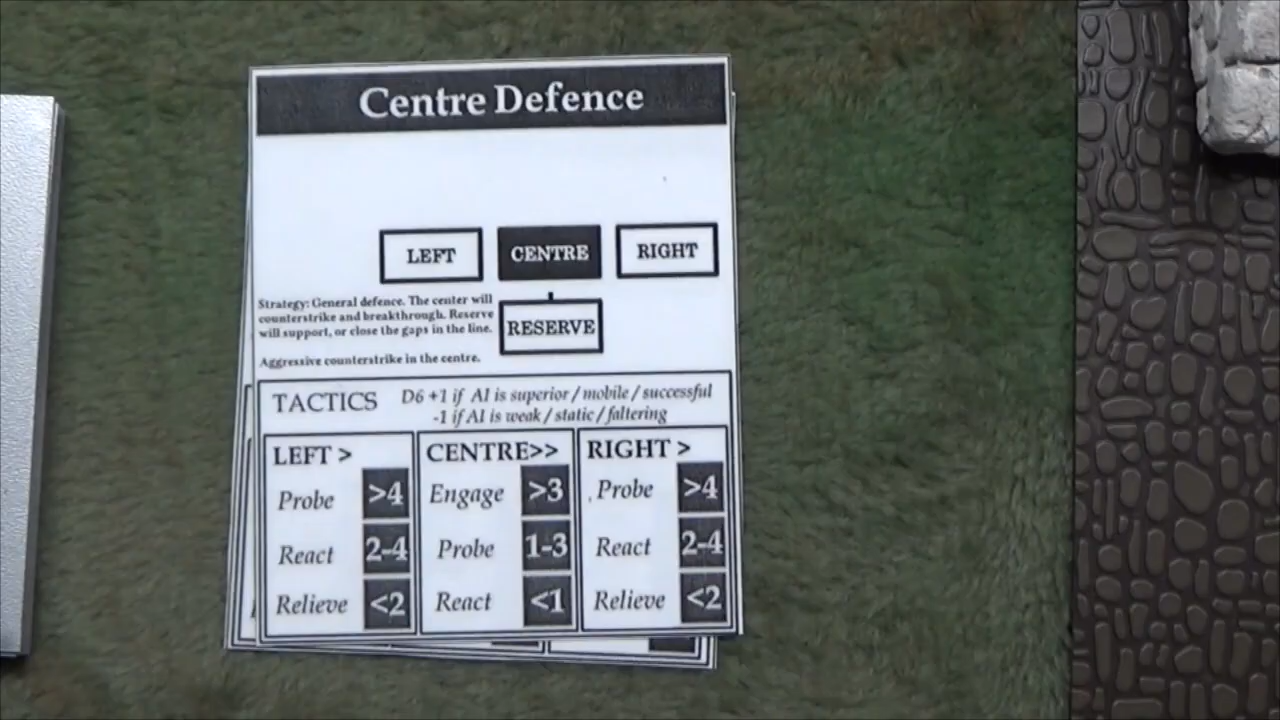 Centre Defence
LEFT CENTRE RIGHT
Strategy: General defence. The center will
counterstrike and breakthrough. Reserve
will support, or close the gaps in the line.
RESERVE
Aggressive counterstrike in the centre.
TACTICS D6 +1 if AI is superior / mobile / successful
-1 if AI is weak / static / faltering
LEFT > CENTRE>> RIGHT >
Probe >4 Engage >3 Probe >4
React 2-4 Probe 1-3 React 2-4
Relieve <2 React <1 Relieve <2